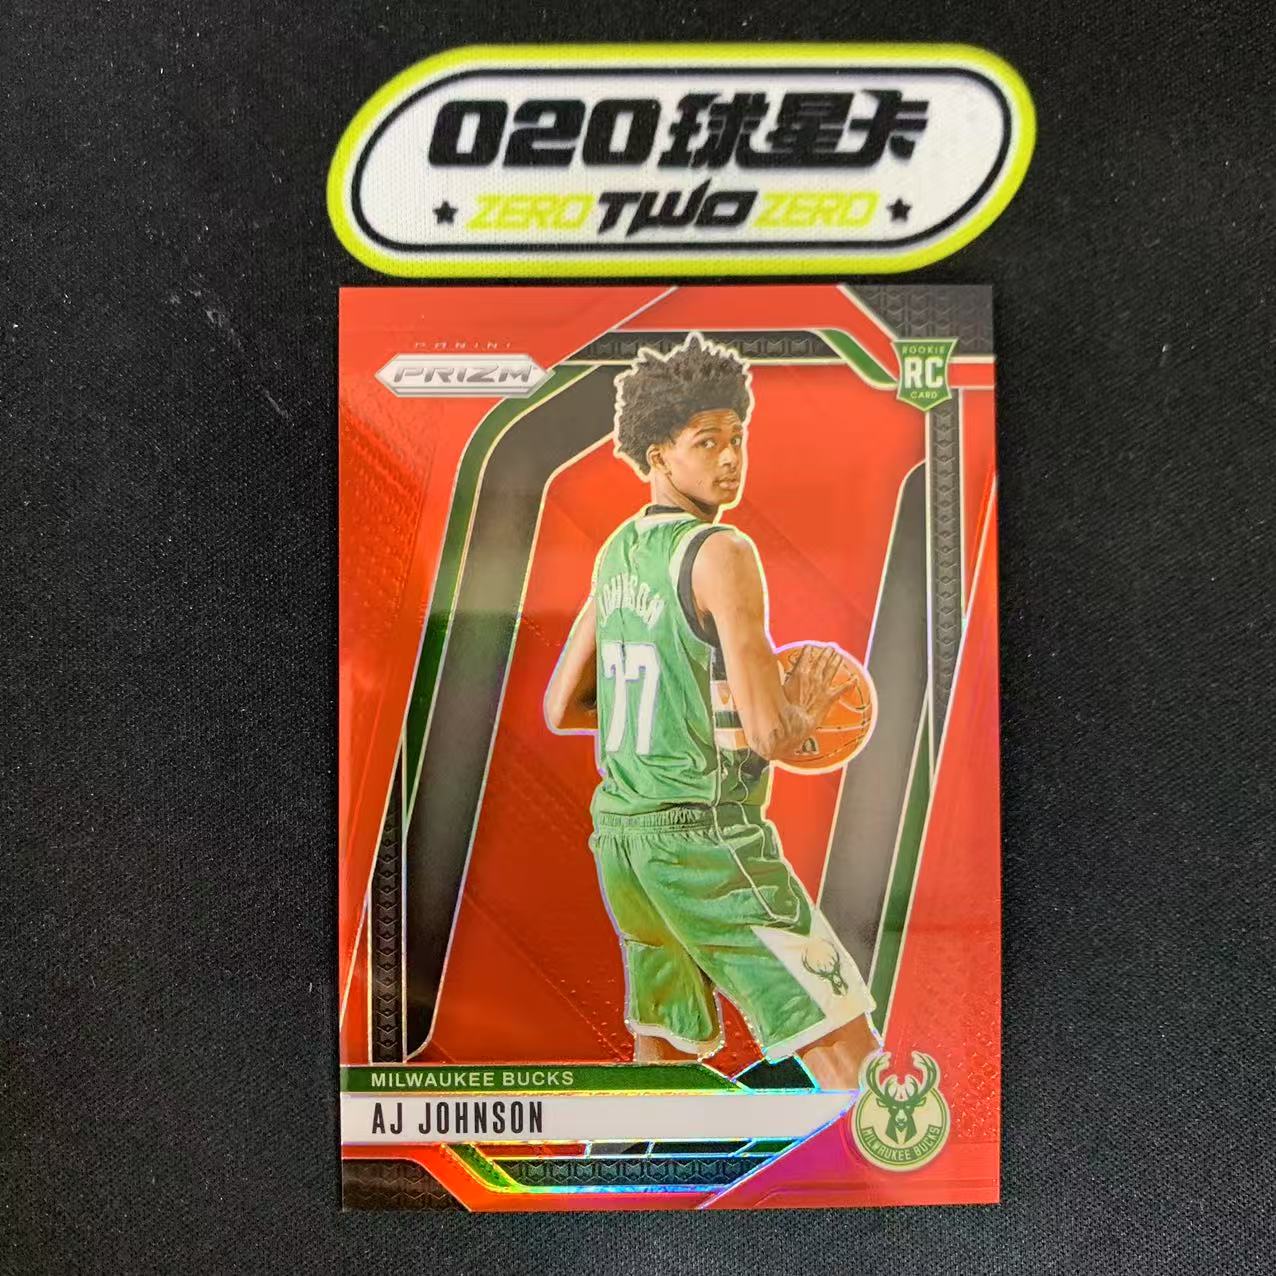 020球星卡
ZERO TWO ZERO
PANINI
PRIZM
ROOKIE
RC
CARD
JOHNSON
77
MILWAUKEE BUCKS
AJ JOHNSON
MILWAUKEE BUCKS